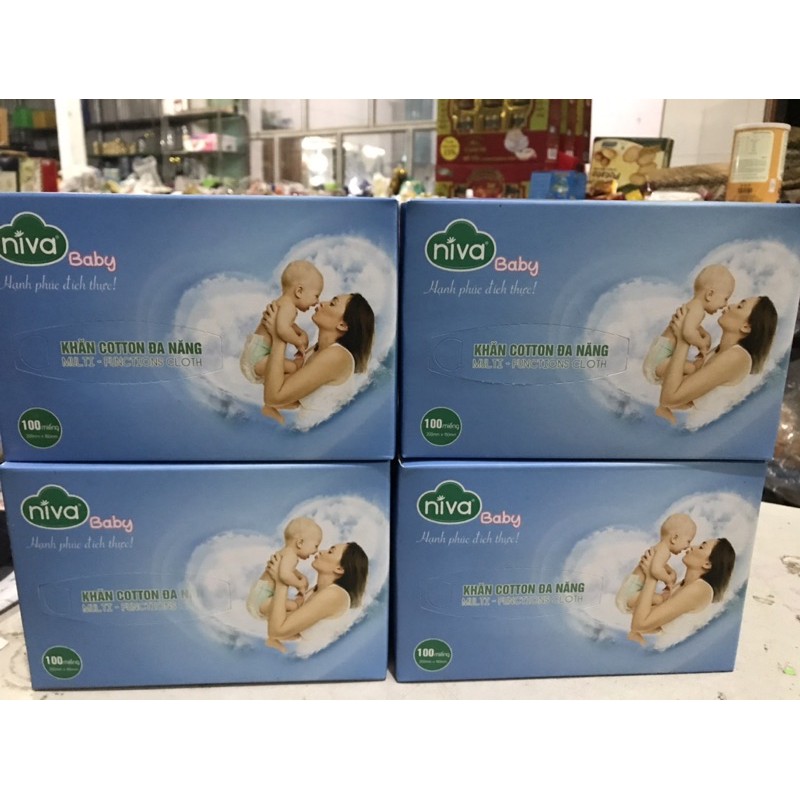 niva
Baby
Hạnh phúc đích thực!
KHĂN COTTON ĐA NĂNG
MULTI - FUNCTIONS CLOTH
100 miếng
niva
Baby
Hạnh phúc đích thực!
KHĂN COTTON ĐA NĂNG
MULTI - FUNCTIONS CLOTH
100 miếng
niva
Baby
Hạnh phúc đích thực!
KHĂN COTTON ĐA
MULTI - FUNCTIONS
100 miếng
niva
Baby
Hạnh phúc đích thực!
KHĂN COTTON ĐA NĂNG
MULTI - FUNCTIONS CLOTH
100 miếng